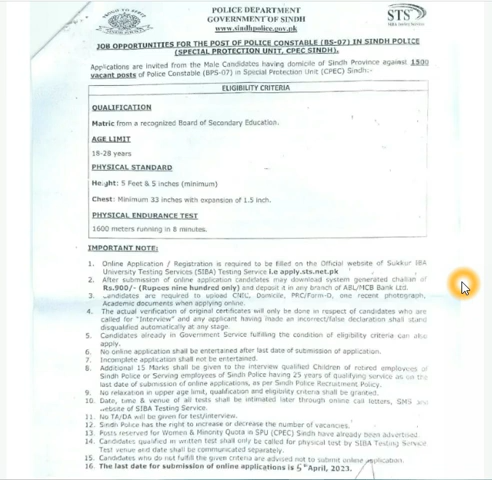 POLICE DEPARTMENT
GOVERNMENT OF SINDH
www.sindhpolice.gov.pk
STS
JOB OPPORTUNITIES FOR THE POST OF POLICE CONSTABLE (BS-07) IN SINDH POLICE
(SPECIAL PROTECTION UNIT, CPEC SINDH).
Applications are invited from the Male Candidates having domicile of Sindh Province against 1500
vacant posts of Police Constable (BPS-07) in Special Protection Unit (CPEC) Sindh:-
ELIGIBILITY CRITERIA
QUALIFICATION
Matric from a recognized Board of Secondary Education.
AGE LIMIT
18-28 years
PHYSICAL STANDARD
Height: 5 Feet & 5 inches (minimum)
Chest: Minimum 33 inches with expansion of 1.5 inch.
PHYSICAL ENDURANCE TEST
1600 meters running in 8 minutes.
IMPORTANT NOTE:
1. Online Application / Registration is required to be filled on the Official website of Sukkur IBA
University Testing Services (SIBA) Testing Service i.e apply.sts.net.pk
2. After submission of online application candidates may download system generated challan of
Rs.900/- (Rupees nine hundred only) and deposit it in any branch of ABL/MCB Bank Ltd.
3. Candidates are required to upload CNIC, Domicile, PRC/Form-D, one recent photograph,
Academic documents when applying online.
4. The actual verification of original certificates will only be done in respect of candidates who are
called for "Interview" and any applicant having made an incorrect/false declaration shall stand
disqualified automatically at any stage.
5. Candidates already in Government Service fulfilling the condition of eligibility criteria can also
apply.
6. No online application shall be entertained after last date of submission of application.
7. Incomplete application shall not be entertained.
8. Additional 15 Marks shall be given to the interview qualified Children of retired employees of
Sindh Police or Serving employees of Sindh Police having 25 years of qualifying service as on the
last date of submission of online applications, as per Sindh Police Recruitment Policy.
9. No relaxation in upper age limit, qualification and eligibility criteria shall be granted.
10. Date, time & venue of all tests shall be intimated later through online call letters, SMS and
website of SIBA Testing Service.
11. No TA/DA will be given for test/interview.
12. Sindh Police has the right to increase or decrease the number of vacancies.
13. Posts reserved for Women & Minority Quota in SPU (CPEC) Sindh have already been advertised
14. Candidates qualified in written test shall only be called for physical test by SIBA Testing Service
Test venue and date shall be communicated separately.
15. Candidates who do not fulfill the given criteria are advised not to submit online application.
16. The last date for submission of online applications is 5th April, 2023.